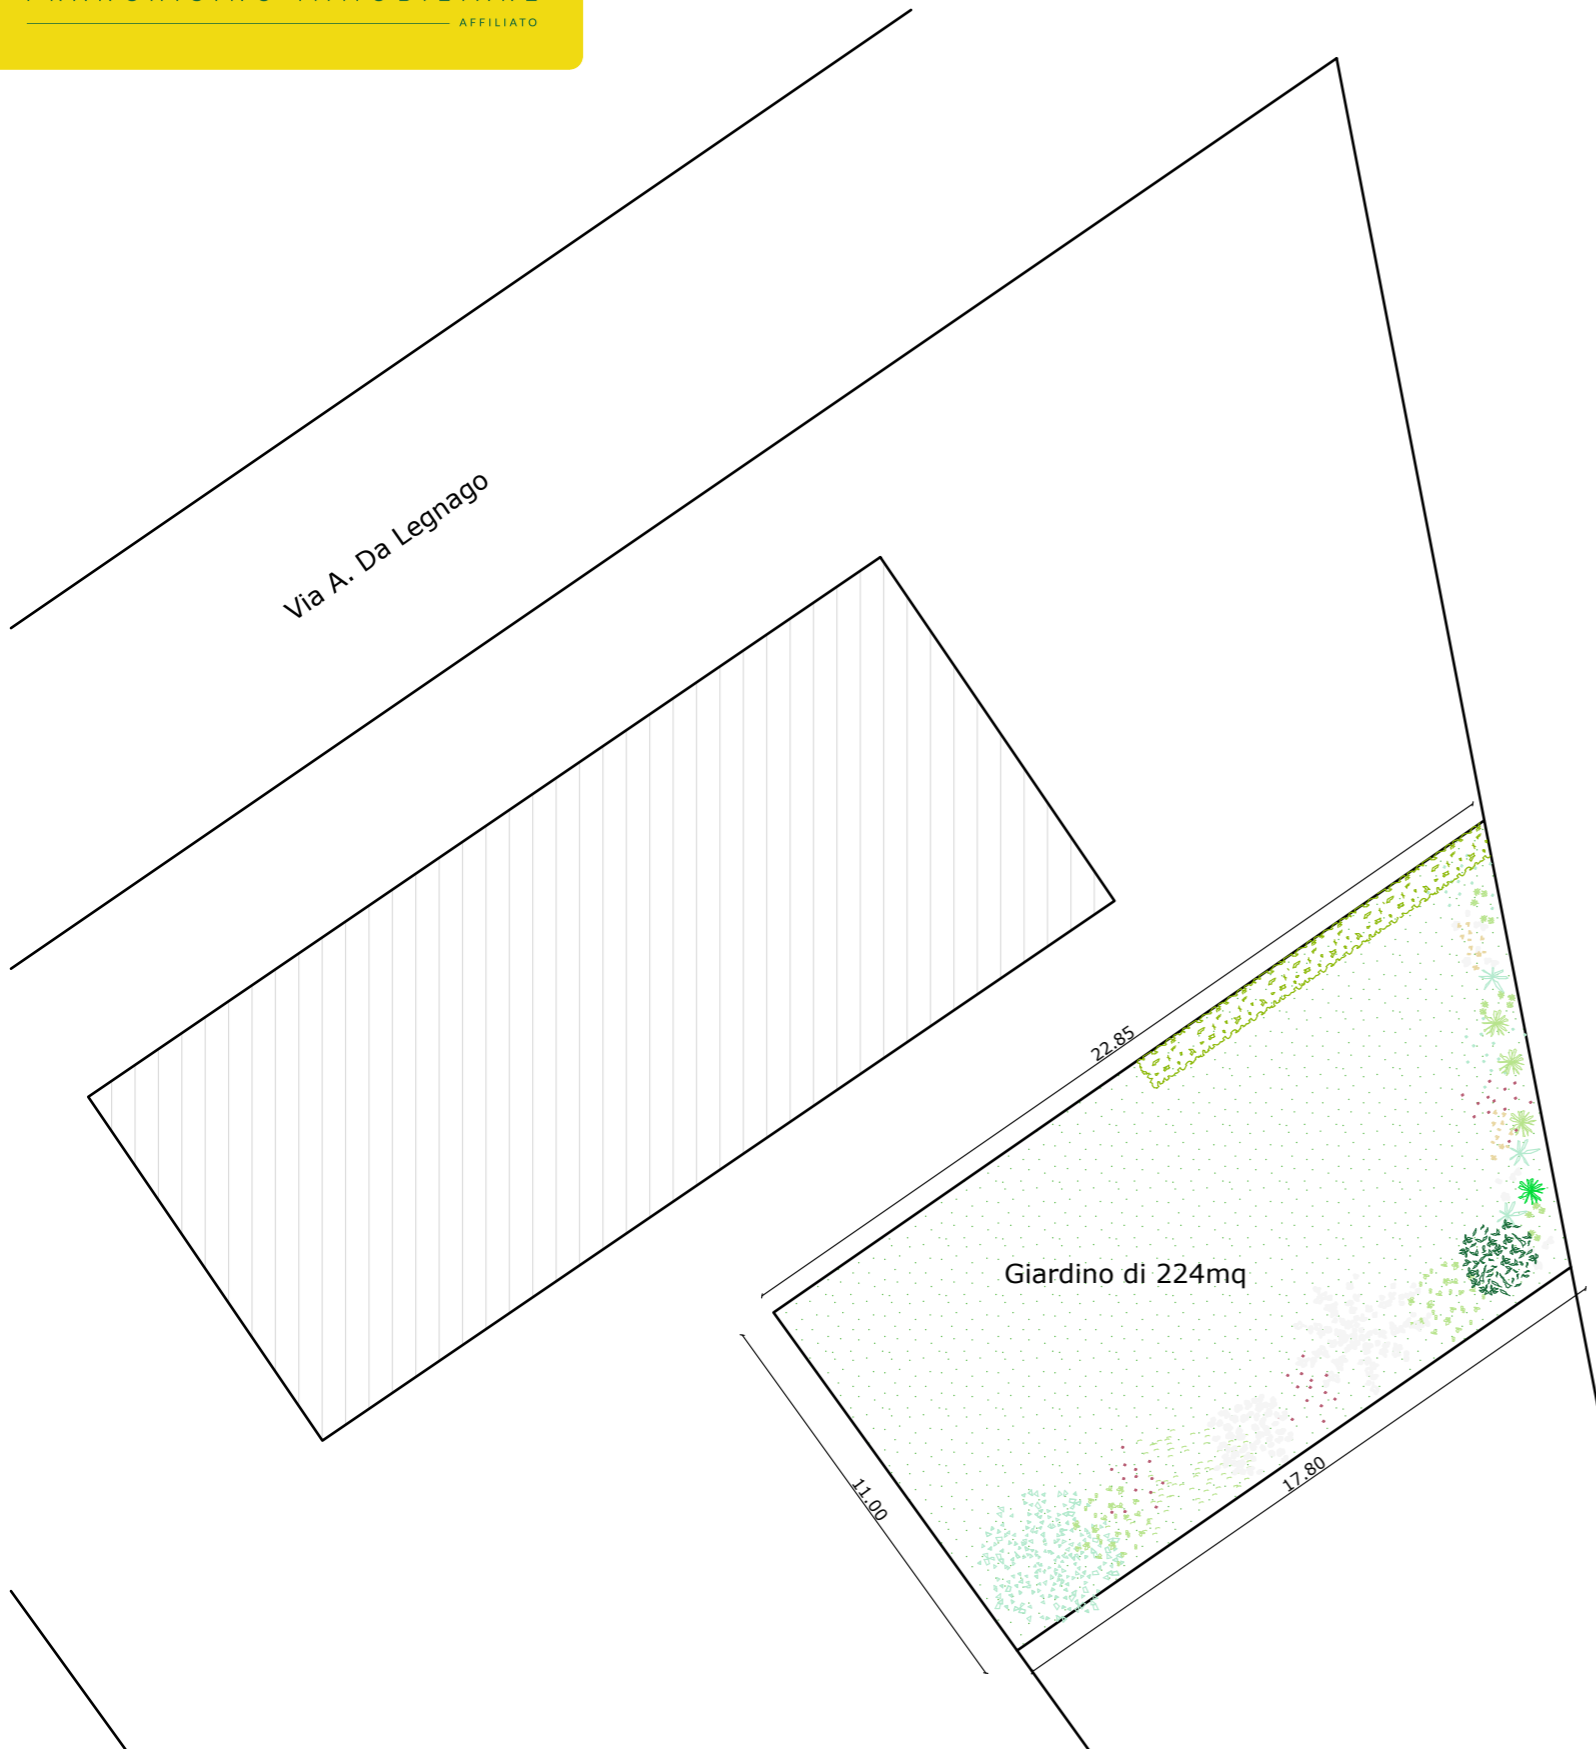 AFFILIATO
Via A. Da Legnago
22.85
Giardino di 224mq
11.00
17.80